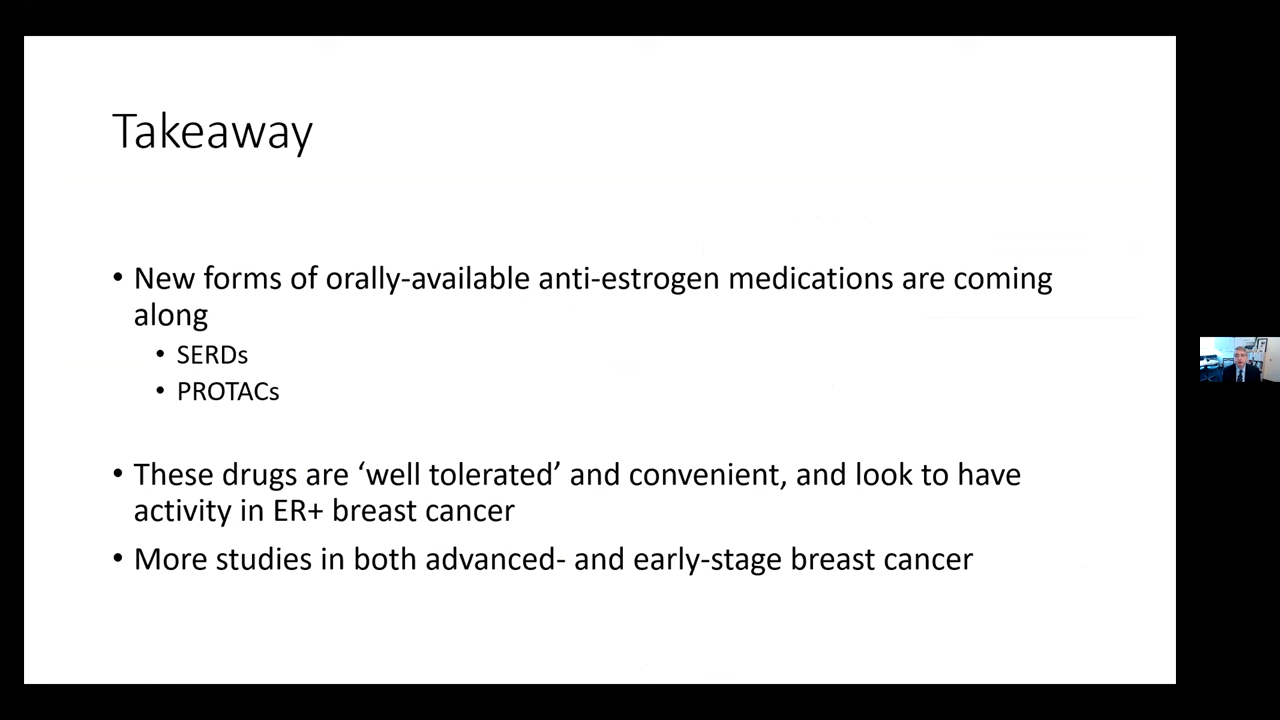 Takeaway
• New forms of orally-available anti-estrogen medications are coming
along
• SERDs
• PROTACs
• These drugs are ‘well tolerated’ and convenient, and look to have
activity in ER+ breast cancer
• More studies in both advanced- and early-stage breast cancer